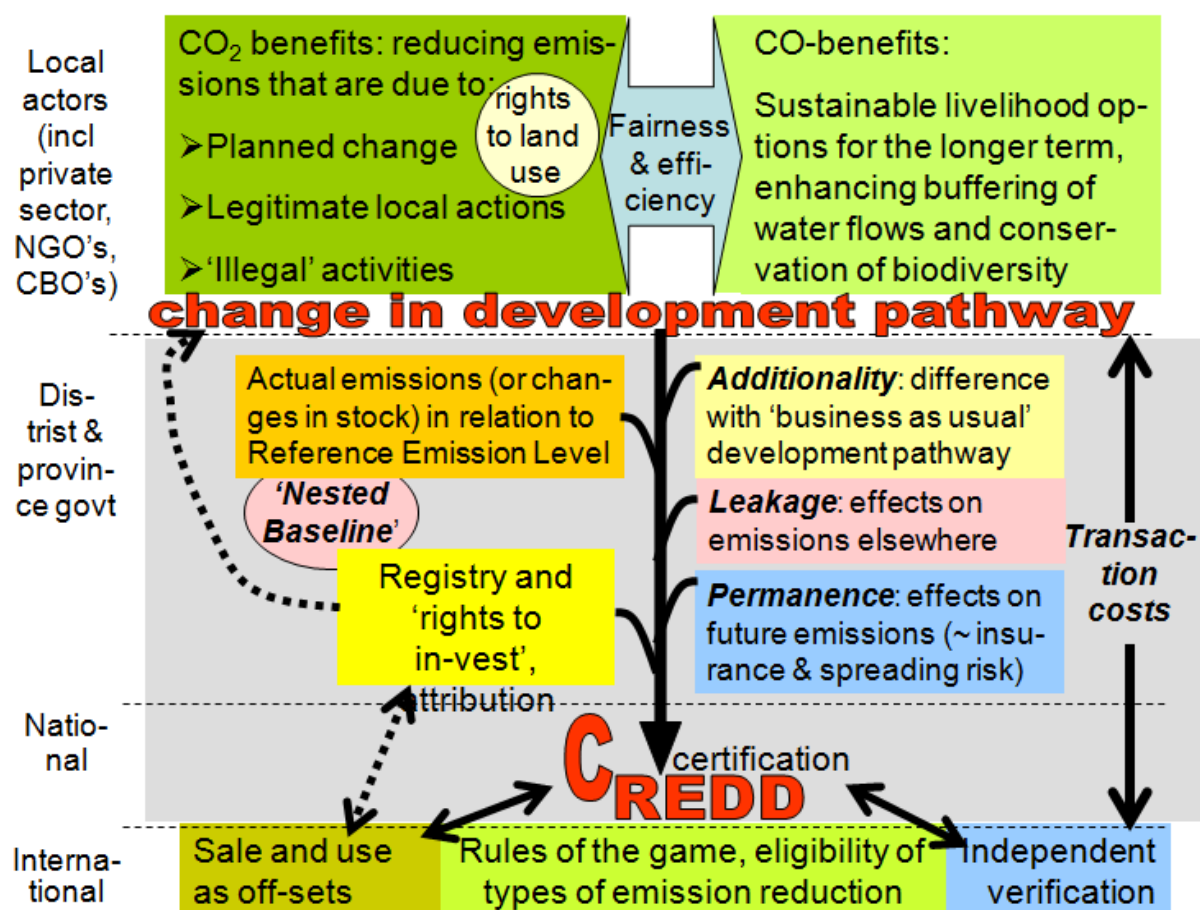 Local
actors
(incl
private
sector,
NGO's,
CBO's)
CO2 benefits: reducing emis-
sions that are due to:
➢Planned change
➢Legitimate local actions
➢'Illegal' activities
rights
to land
use
Fairness
& effi-
ciency
CO-benefits:
Sustainable livelihood op-
tions for the longer term,
enhancing buffering of
water flows and conser-
vation of biodiversity
change in development pathway
Dis-
trist &
provin-
ce govt
Actual emissions (or chan-
ges in stock) in relation to
Reference Emission Level
'Nested
Baseline'
Registry and
'rights to
in-vest',
attribution
Additionality: difference
with 'business as usual'
development pathway
Leakage: effects on
emissions elsewhere
Permanence: effects on
future emissions (~ insu-
rance & spreading risk)
Transac-
tion
costs
Natio-
nal
certification
CREDD
Interna-
tional
Sale and use
as off-sets
Rules of the game, eligibility of
types of emission reduction
Independent
verification